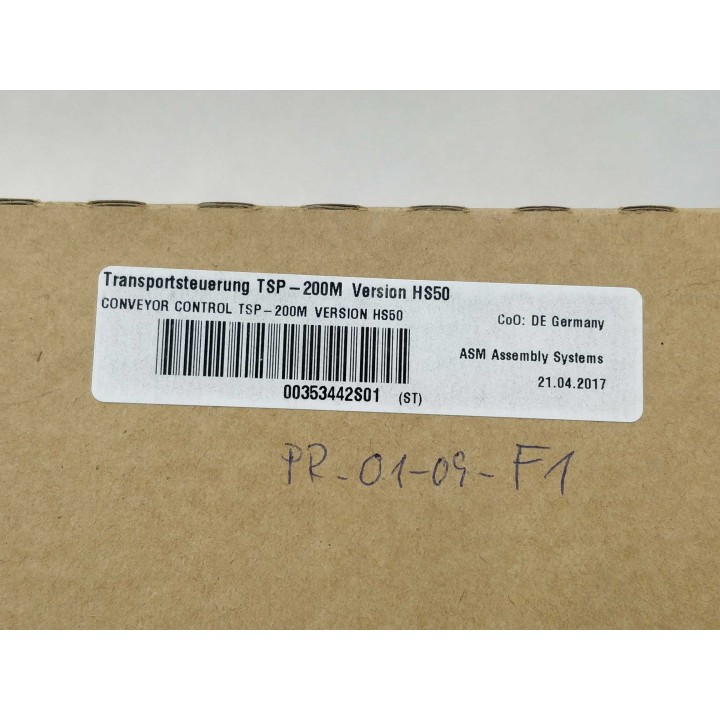 Transportsteuerung TSP-200M Version HS50
CONVEYOR CONTROL TSP-200M VERSION HS50
CoO: DE Germany
ASM Assembly Systems
21.04.2017
00353442S01 (ST)
PR-01-09-F1